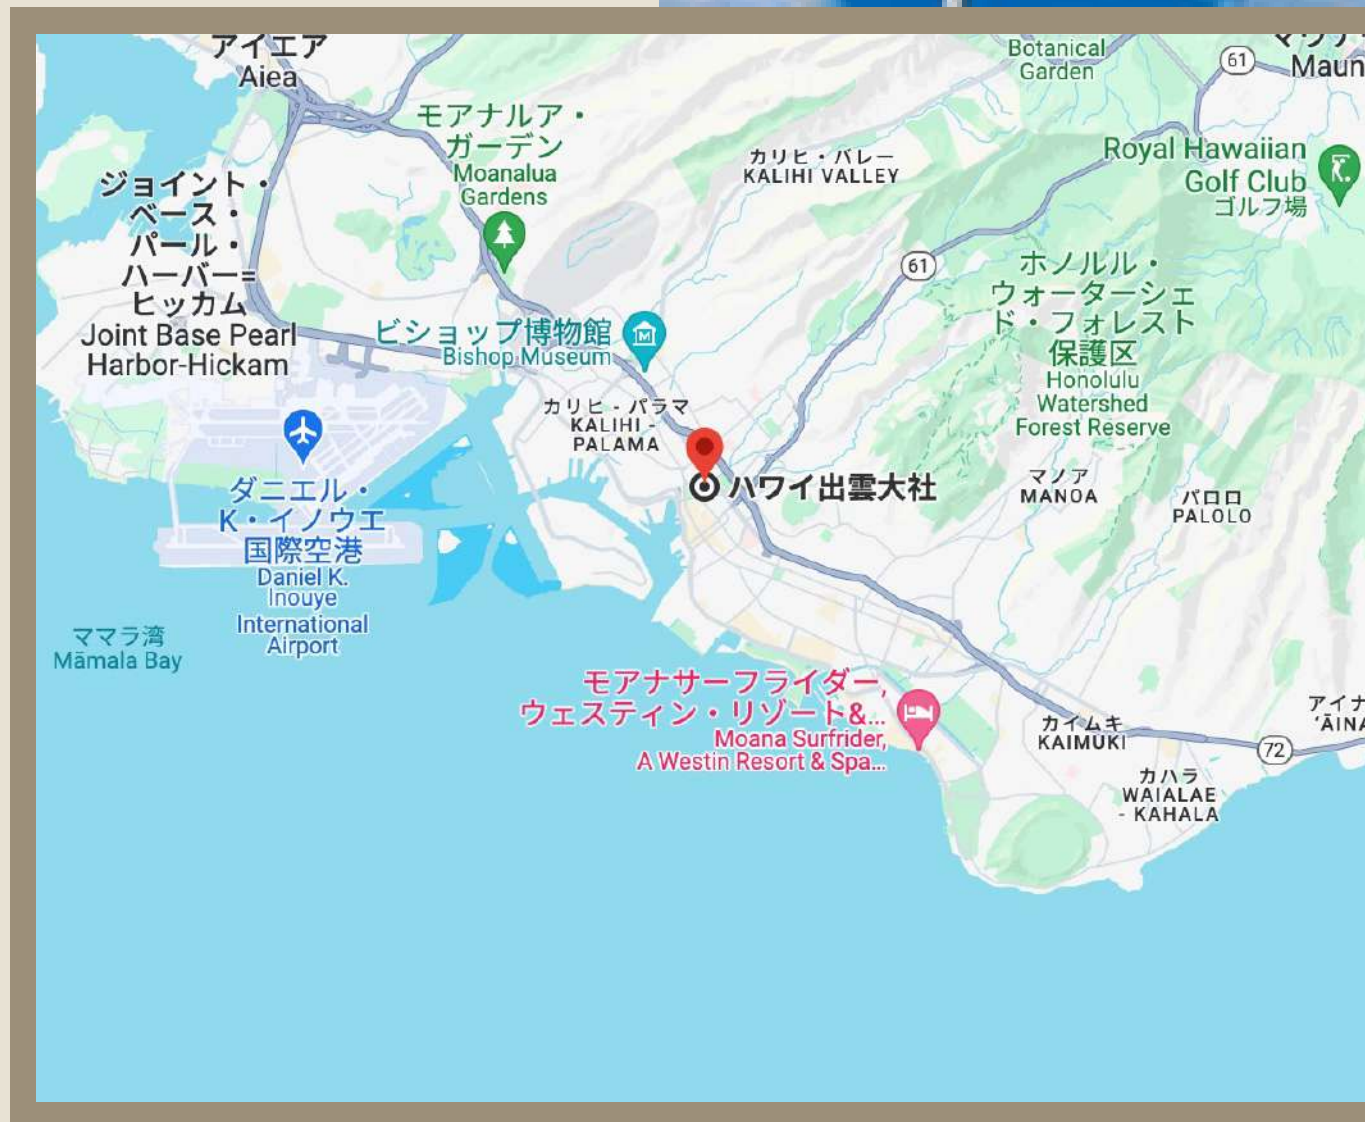 アイエア
Aiea
Botanical
Garden
61
Maun
モアナルア・
ガーデン
Moanalua
Gardens
カリヒ・バレー
KALIHI VALLEY
Royal Hawaiian
Golf Club
ゴルフ場
ジョイント・
ベース・
パール・
ハーバー=
ヒッカム
Joint Base Pearl
Harbor-Hickam
61
ホノルル・
ウォーターシェ
ド・フォレスト
保護区
Honolulu
Watershed
Forest Reserve
ビショップ博物館
Bishop Museum
カリヒ - パラマ
KALIHI -
PALAMA
ハワイ出雲大社
マノア
MANOA
パロロ
PALOLO
ダニエル・
K・イノウエ
国際空港
Daniel K.
Inouye
International
Airport
ママラ湾
Māmala Bay
モアナサーフライダー,
ウェスティン・リゾート&...
Moana Surfrider,
A Westin Resort & Spa...
カイムキ
KAIMUKI
アイナ
‘ĀINA
72
カハラ
WAIALAE
- KAHALA